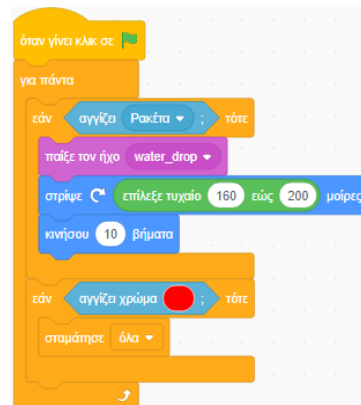 όταν γίνει κλικ σε
για πάντα
εάν αγγίζει Ρακέτα ; τότε
παίξε τον ήχο water_drop
στρίψε επίλεξε τυχαίο 160 εώς 200 μοίρες
κινήσου 10 βήματα
εάν αγγίζει χρώμα ; τότε
σταμάτησε όλα